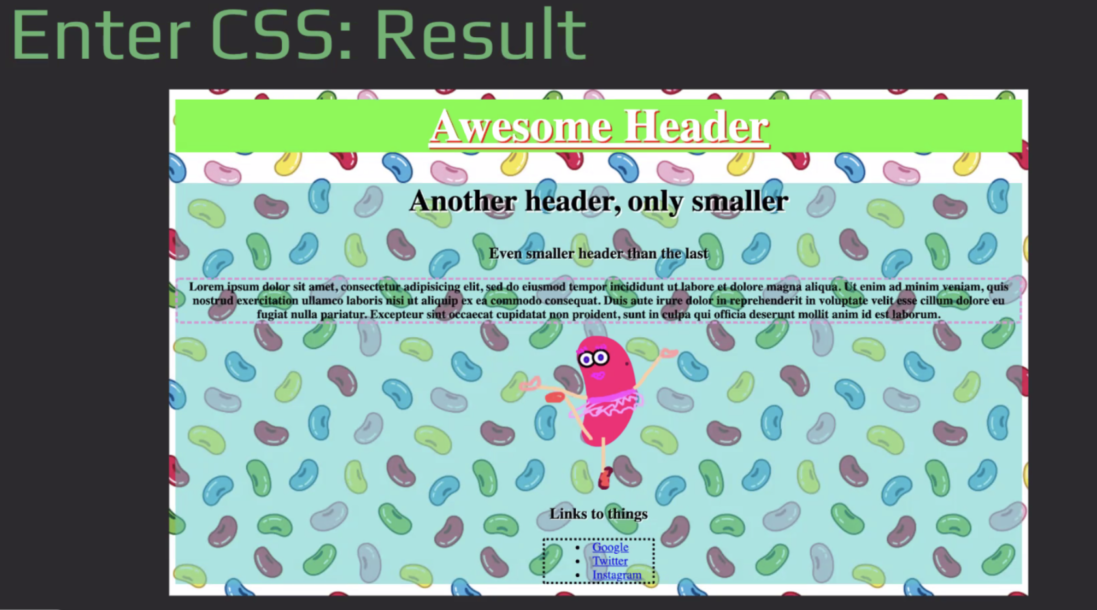 Enter CSS: Result
Awesome Header
Another header, only smaller
Even smaller header than the last
Lorem ipsum dolor sit amet, consectetur adipisicing elit, sed do eiusmod tempor incididunt ut labore et dolore magna aliqua. Ut enim ad minim veniam, quis
nostrud exercitation ullamco laboris nisi ut aliquip ex ea commodo consequat. Duis aute irure dolor in reprehenderit in voluptate velit esse cillum dolore eu
fugiat nulla pariatur. Excepteur sint occaecat cupidatat non proident, sunt in culpa qui officia deserunt mollit anim id est laborum.
Links to things
• Google
• Twitter
• Instagram